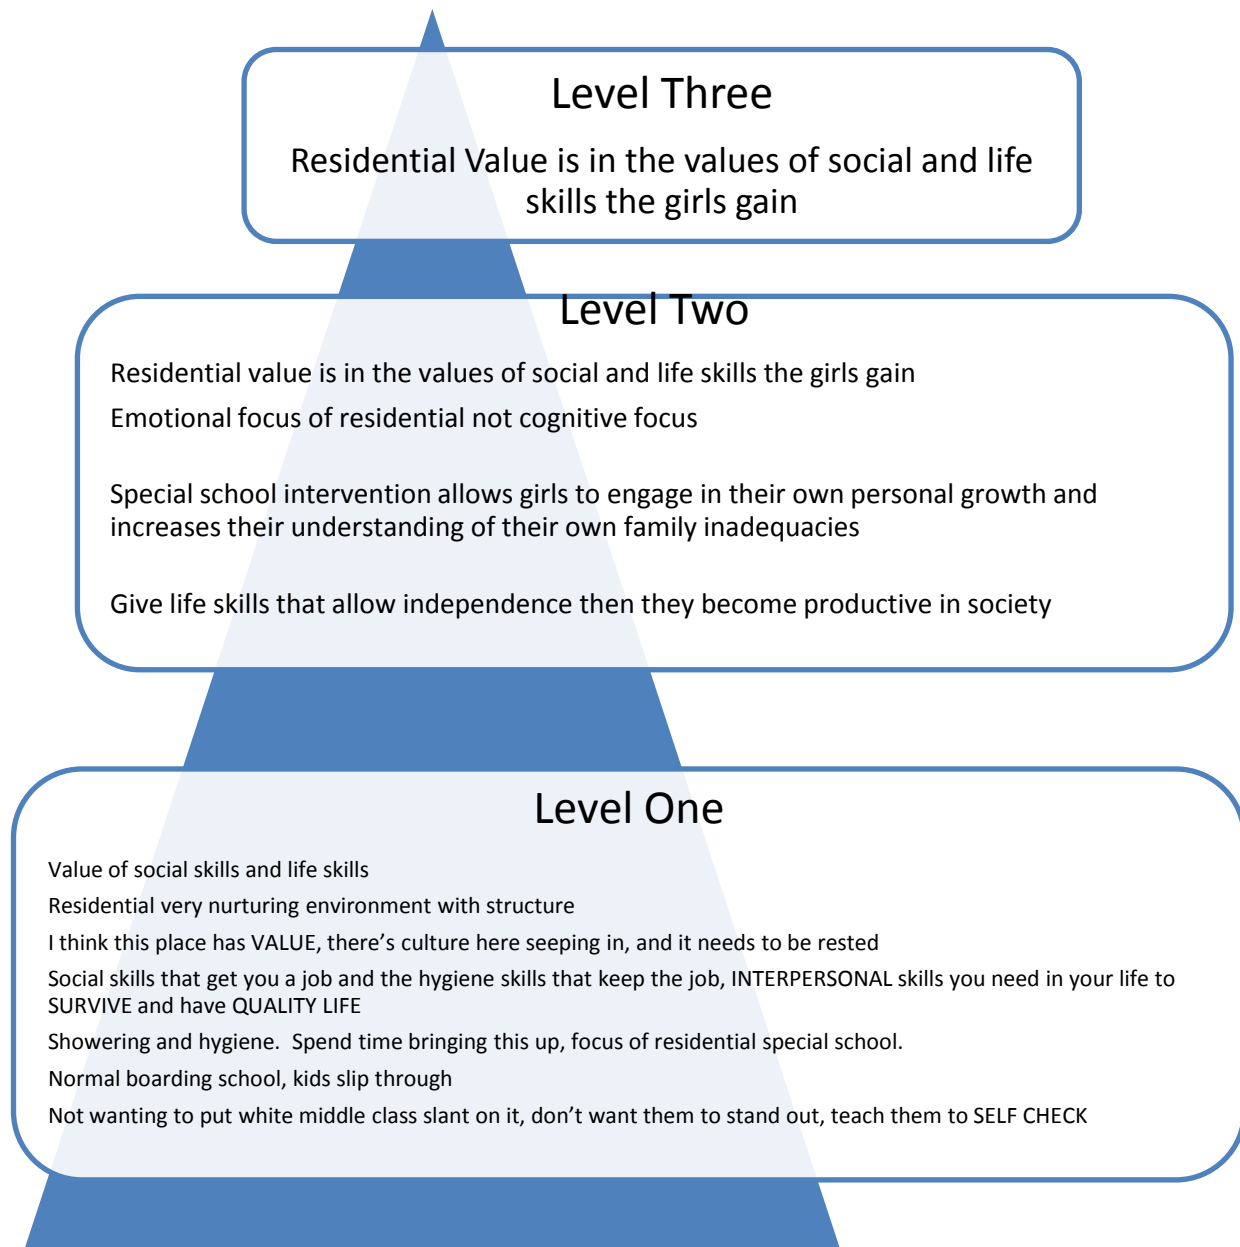 Level Three
Residential Value is in the values of social and life
skills the girls gain
Level Two
Residential value is in the values of social and life skills the girls gain
Emotional focus of residential not cognitive focus
Special school intervention allows girls to engage in their own personal growth and
increases their understanding of their own family inadequacies
Give life skills that allow independence then they become productive in society
Level One
Value of social skills and life skills
Residential very nurturing environment with structure
I think this place has VALUE, there’s culture here seeping in, and it needs to be rested
Social skills that get you a job and the hygiene skills that keep the job, INTERPERSONAL skills you need in your life to
SURVIVE and have QUALITY LIFE
Showering and hygiene.  Spend time bringing this up, focus of residential special school.
Normal boarding school, kids slip through
Not wanting to put white middle class slant on it, don’t want them to stand out, teach them to SELF CHECK